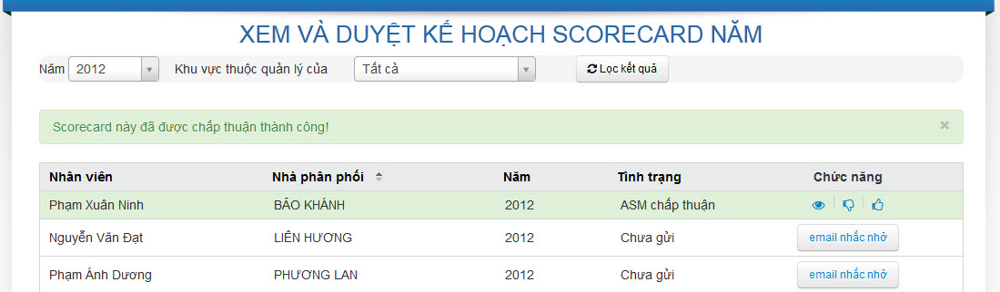 XEM VÀ DUYỆT KẾ HOẠCH SCORECARD NĂM
Năm 2012 Khu vực thuộc quản lý của Tất cả Lọc kết quả
Scorecard này đã được chấp thuận thành công! ×
Nhân viên Nhà phân phối Năm Tình trạng Chức năng
Phạm Xuân Ninh BẢO KHÁNH 2012 ASM chấp thuận
Nguyễn Văn Đạt LIÊN HƯƠNG 2012 Chưa gửi email nhắc nhở
Phạm Ánh Dương PHƯƠNG LAN 2012 Chưa gửi email nhắc nhở